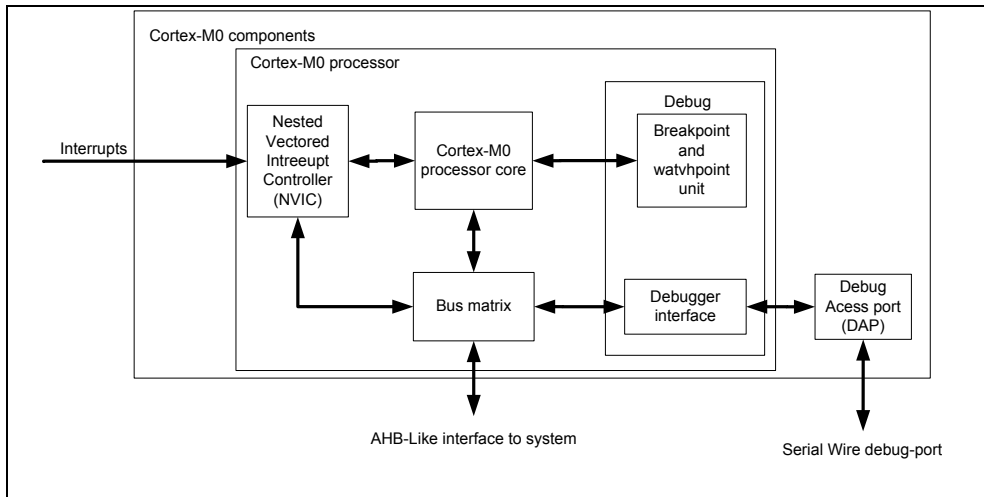 Cortex-M0 components
Cortex-M0 processor
Debug
Nested
Vectored
Intreeupt
Controller
(NVIC)
Cortex-M0
processor core
Breakpoint
and
watvhpoint
unit
Interrupts
Bus matrix
Debugger
interface
Debug
Acess port
(DAP)
AHB-Like interface to system
Serial Wire debug-port